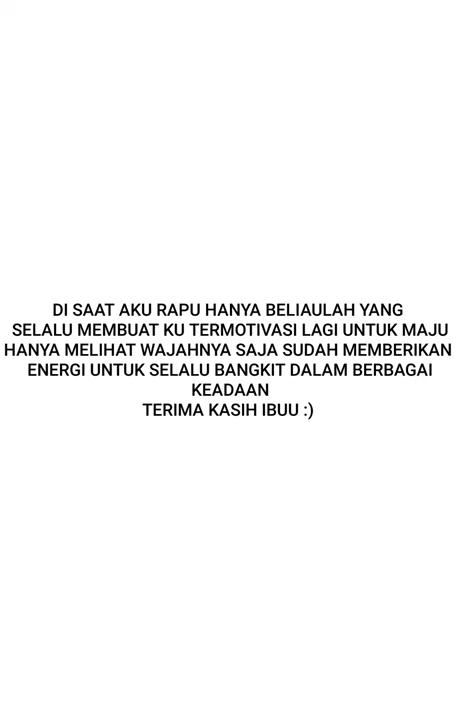 DI SAAT AKU RAPU HANYA BELIAULAH YANG
SELALU MEMBUAT KU TERMOTIVASI LAGI UNTUK MAJU
HANYA MELIHAT WAJAHNYA SAJA SUDAH MEMBERIKAN
ENERGI UNTUK SELALU BANGKIT DALAM BERBAGAI
KEADAAN
TERIMA KASIH IBUU :)